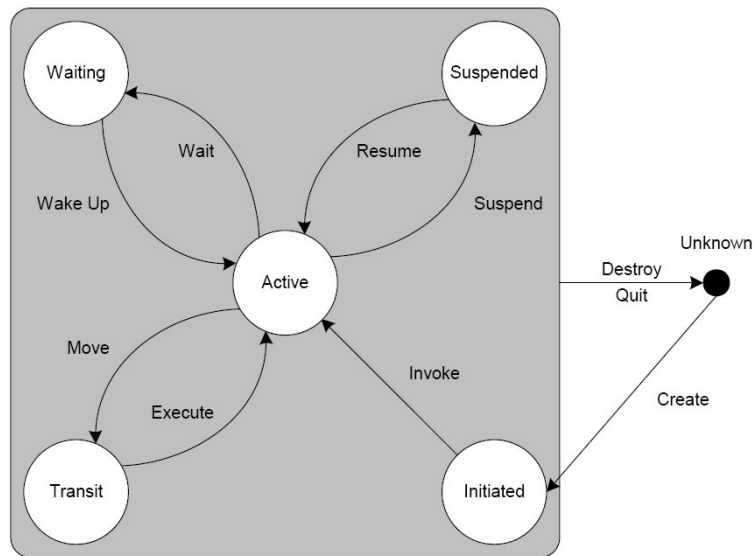 Waiting
Suspended
Wait
Resume
Wake Up
Suspend
Unknown
Active
Destroy
Quit
Move
Invoke
Execute
Create
Transit
Initiated